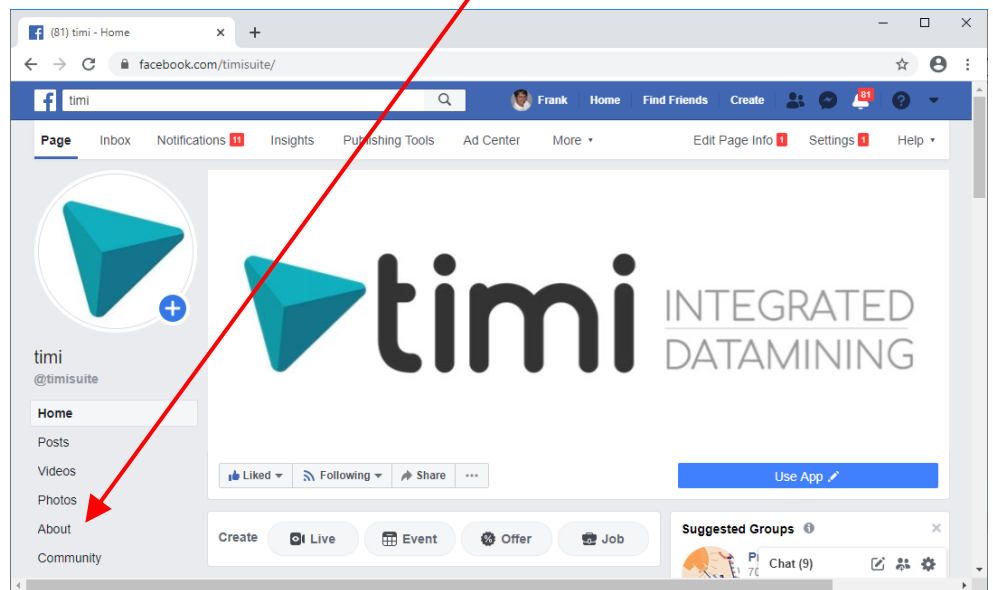 (81) timi - Home
facebook.com/timisuite/
timi Frank Home Find Friends Create 81
Page Inbox Notifications 11 Insights Publishing Tools Ad Center More Edit Page Info 1 Settings 1 Help
timi INTEGRATED
DATAMINING
timi
@timisuite
Home
Posts
Videos
Photos
About
Community
Liked Following Share ...
Use App
Create Live Event Offer Job
Suggested Groups
Chat (9)